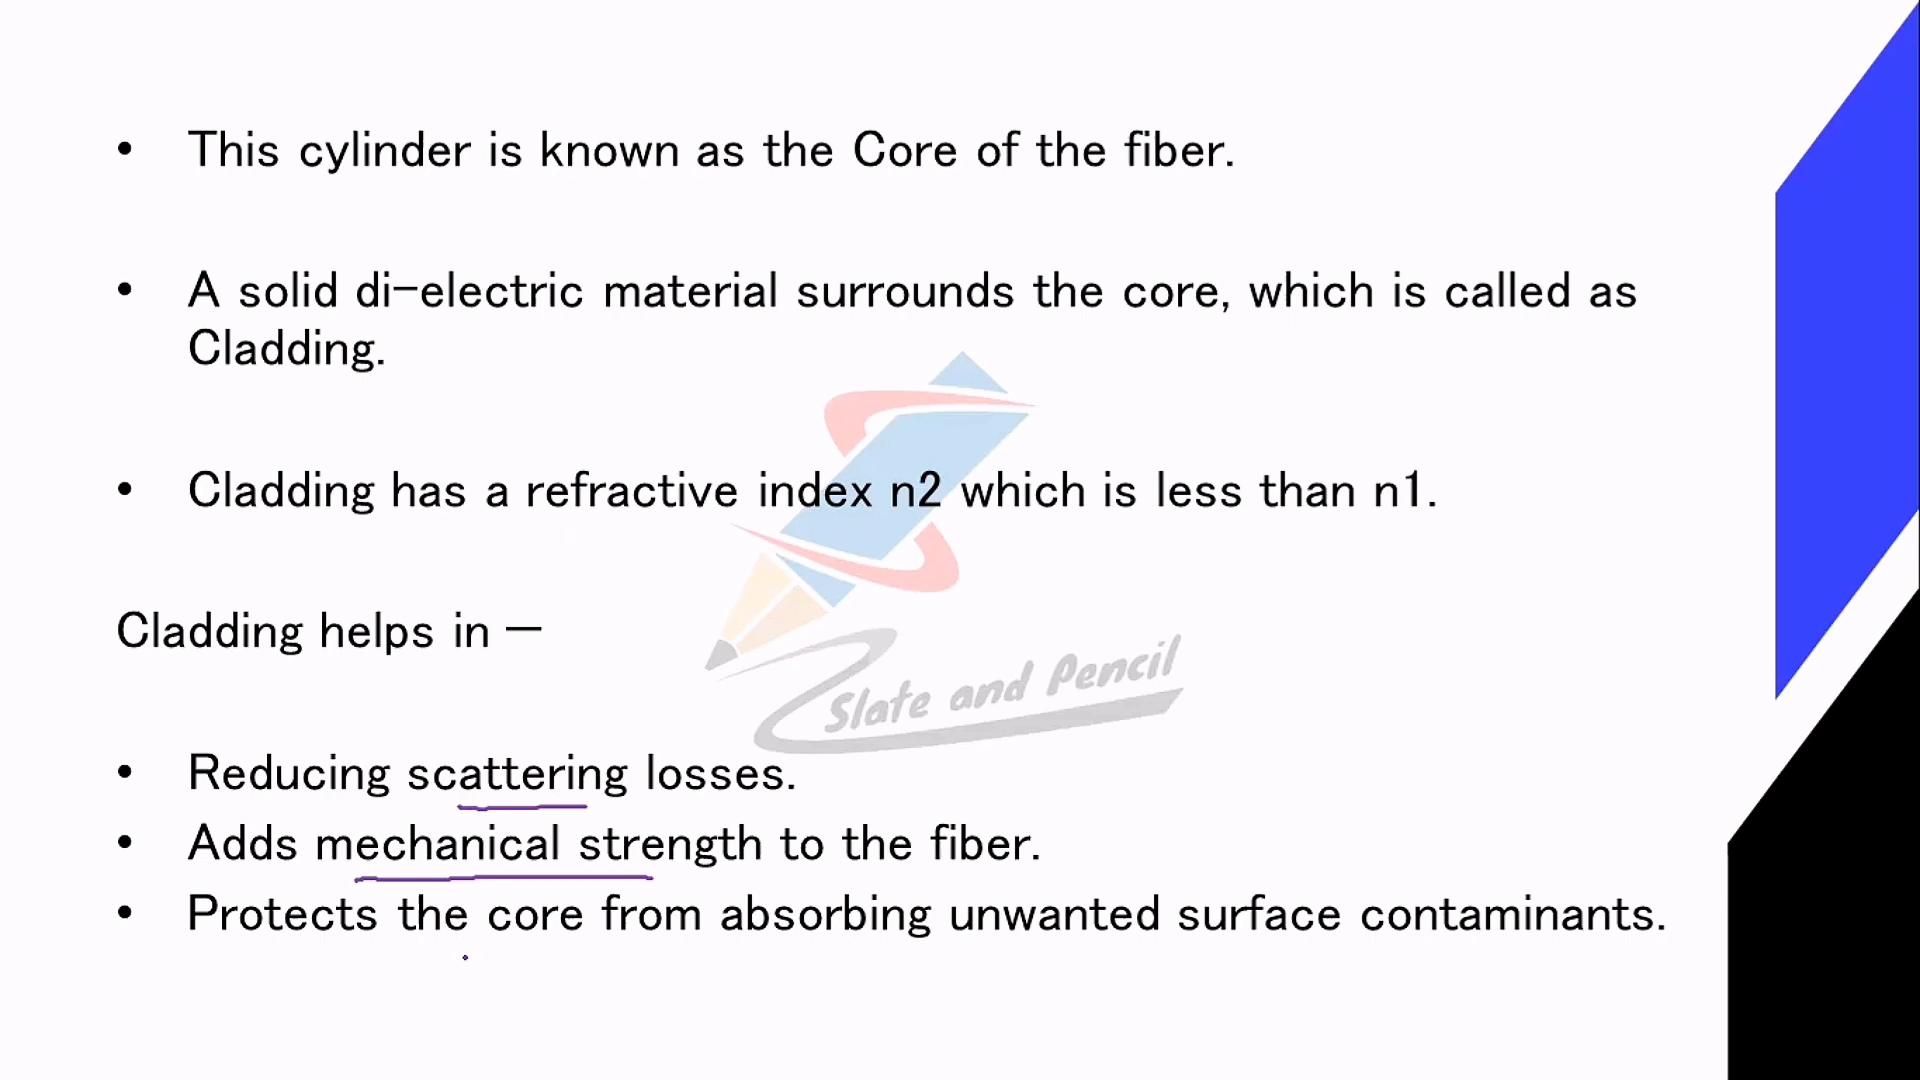 • This cylinder is known as the Core of the fiber.
• A solid di-electric material surrounds the core, which is called as
Cladding.
• Cladding has a refractive index n2 which is less than n1.
Cladding helps in –
Slate and Pencil
• Reducing scattering losses.
• Adds mechanical strength to the fiber.
• Protects the core from absorbing unwanted surface contaminants.